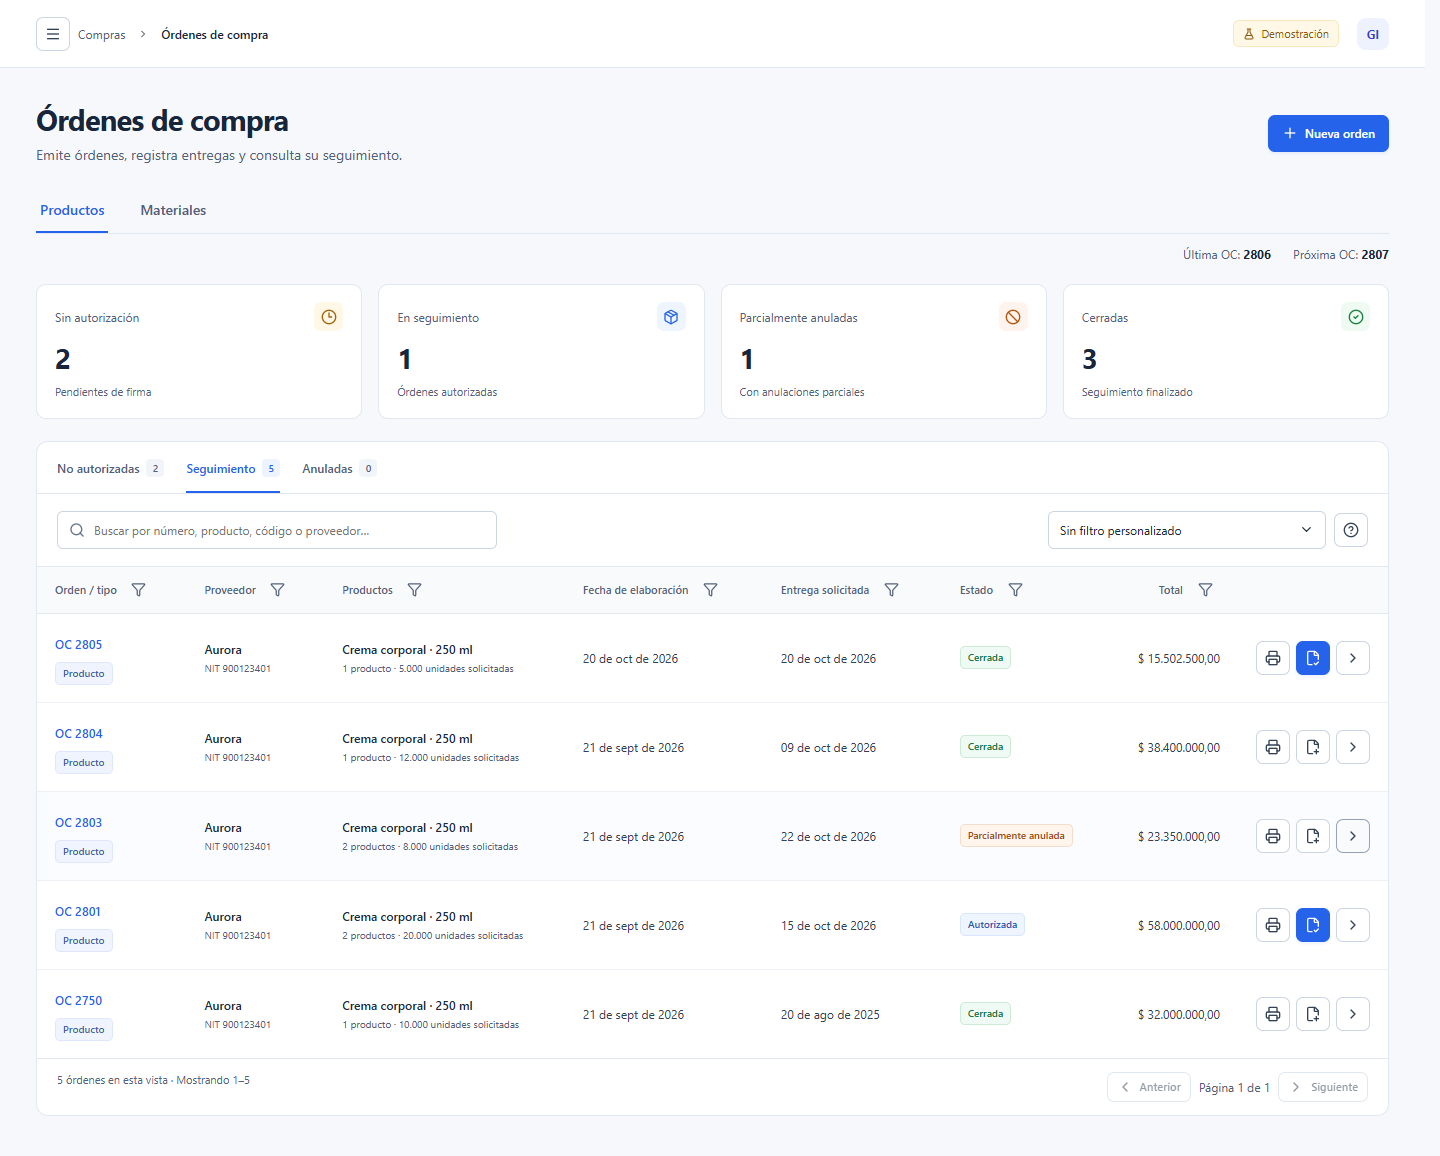 Compras
Órdenes de compra
Demostración
GI
Órdenes de compra
Emite órdenes, registra entregas y consulta su seguimiento.
Nueva orden
Productos
Materiales
Última OC: 2806
Próxima OC: 2807
Sin autorización
2
Pendientes de firma
En seguimiento
1
Órdenes autorizadas
Parcialmente anuladas
1
Con anulaciones parciales
Cerradas
3
Seguimiento finalizado
No autorizadas 2
Seguimiento 5
Anuladas 0
Buscar por número, producto, código o proveedor...
Sin filtro personalizado
Orden / tipo
Proveedor
Productos
Fecha de elaboración
Entrega solicitada
Estado
Total
OC 2805
Producto
Aurora
NIT 900123401
Crema corporal · 250 ml
1 producto · 5.000 unidades solicitadas
20 de oct de 2026
20 de oct de 2026
Cerrada
$ 15.502.500,00
OC 2804
Producto
Aurora
NIT 900123401
Crema corporal · 250 ml
1 producto · 12.000 unidades solicitadas
21 de sept de 2026
09 de oct de 2026
Cerrada
$ 38.400.000,00
OC 2803
Producto
Aurora
NIT 900123401
Crema corporal · 250 ml
2 productos · 8.000 unidades solicitadas
21 de sept de 2026
22 de oct de 2026
Parcialmente anulada
$ 23.350.000,00
OC 2801
Producto
Aurora
NIT 900123401
Crema corporal · 250 ml
2 productos · 20.000 unidades solicitadas
21 de sept de 2026
15 de oct de 2026
Autorizada
$ 58.000.000,00
OC 2750
Producto
Aurora
NIT 900123401
Crema corporal · 250 ml
1 producto · 10.000 unidades solicitadas
21 de sept de 2026
20 de ago de 2025
Cerrada
$ 32.000.000,00
5 órdenes en esta vista · Mostrando 1–5
Anterior
Página 1 de 1
Siguiente